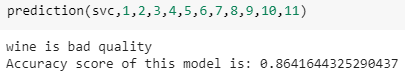 prediction(svc,1,2,3,4,5,6,7,8,9,10,11)
wine is bad quality
Accuracy score of this model is: 0.8641644325290437